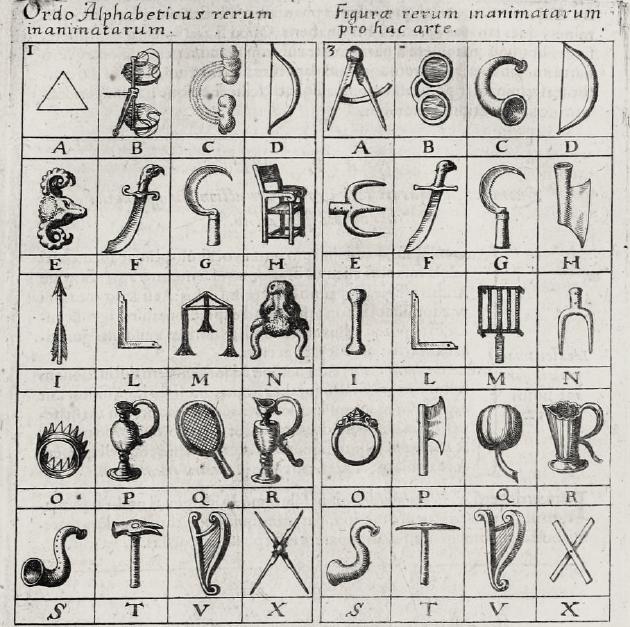 Ordo Alphabeticus rerum
inanimatarum.
1
A B C D
E F G H
I L M N
O P Q R
S T V X
Figuræ rerum inanimatarum
pro hac arte.
3
A B C D
E F G H
I L M N
O P Q R
S T V X